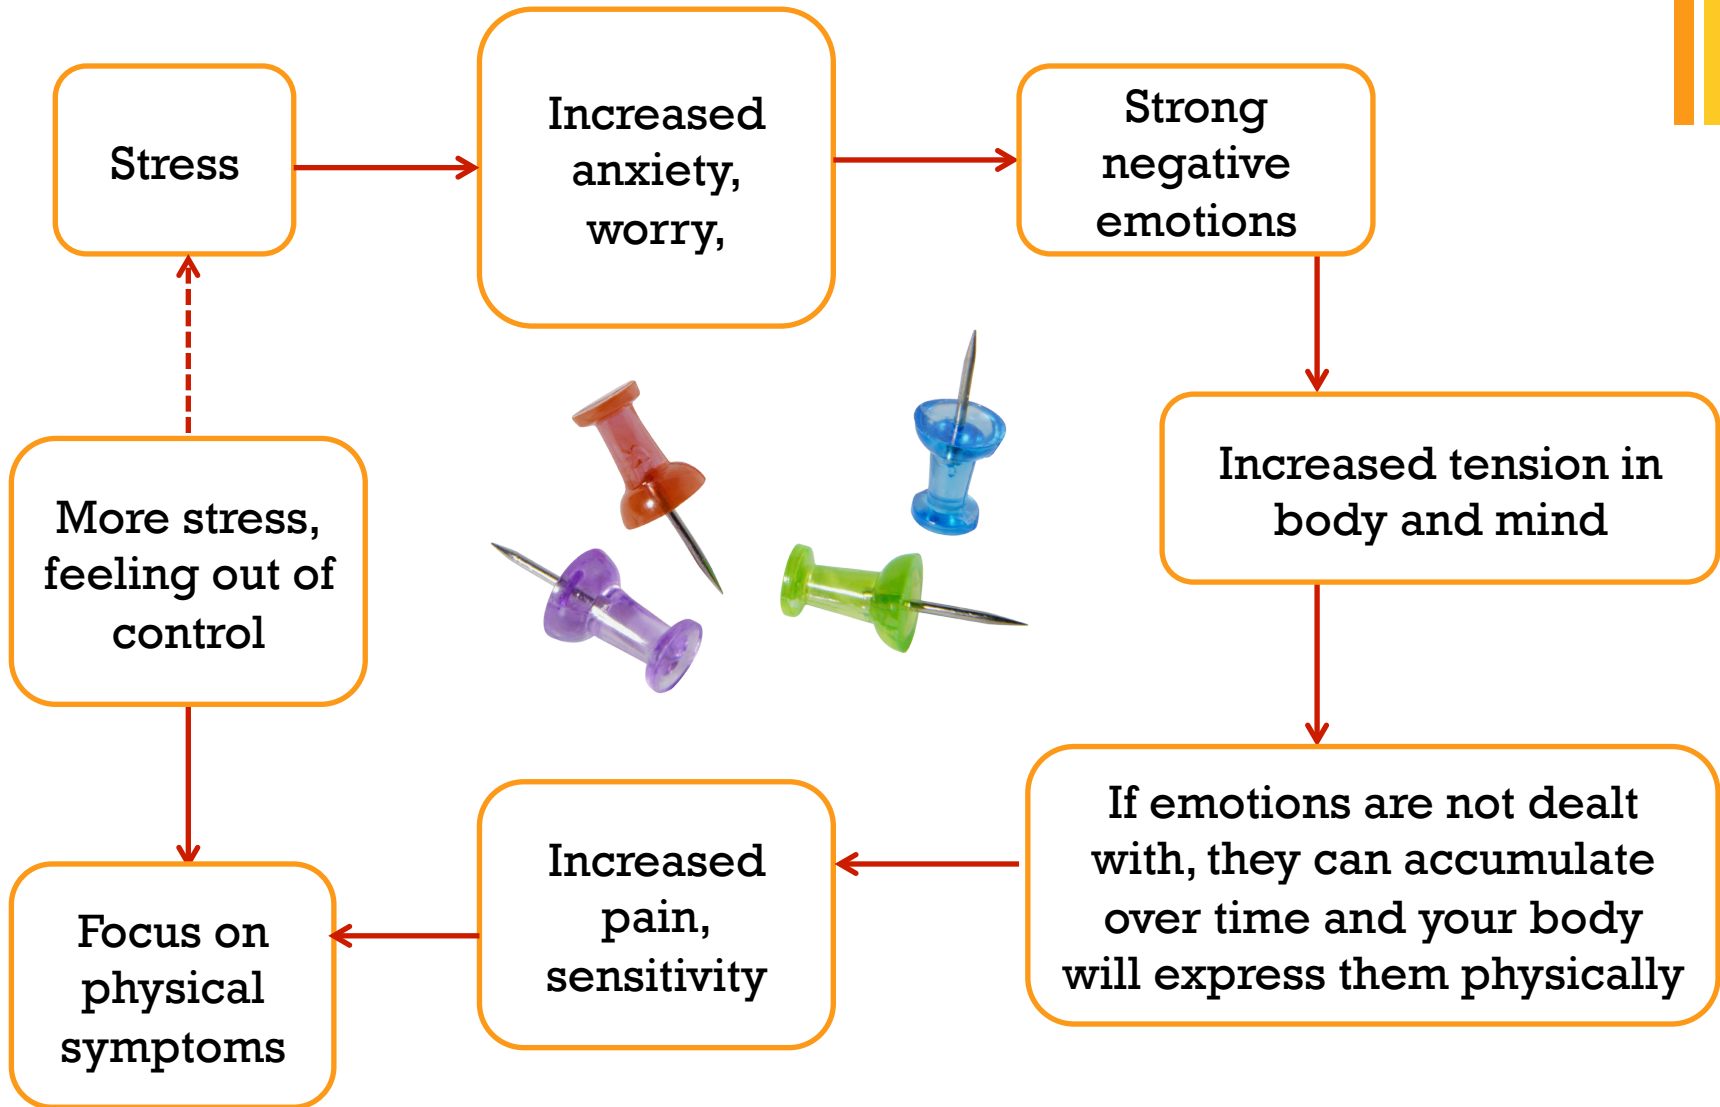 Stress
Increased
anxiety,
worry,
Strong
negative
emotions
Increased tension in
body and mind
If emotions are not dealt
with, they can accumulate
over time and your body
will express them physically
Increased
pain,
sensitivity
Focus on
physical
symptoms
More stress,
feeling out of
control